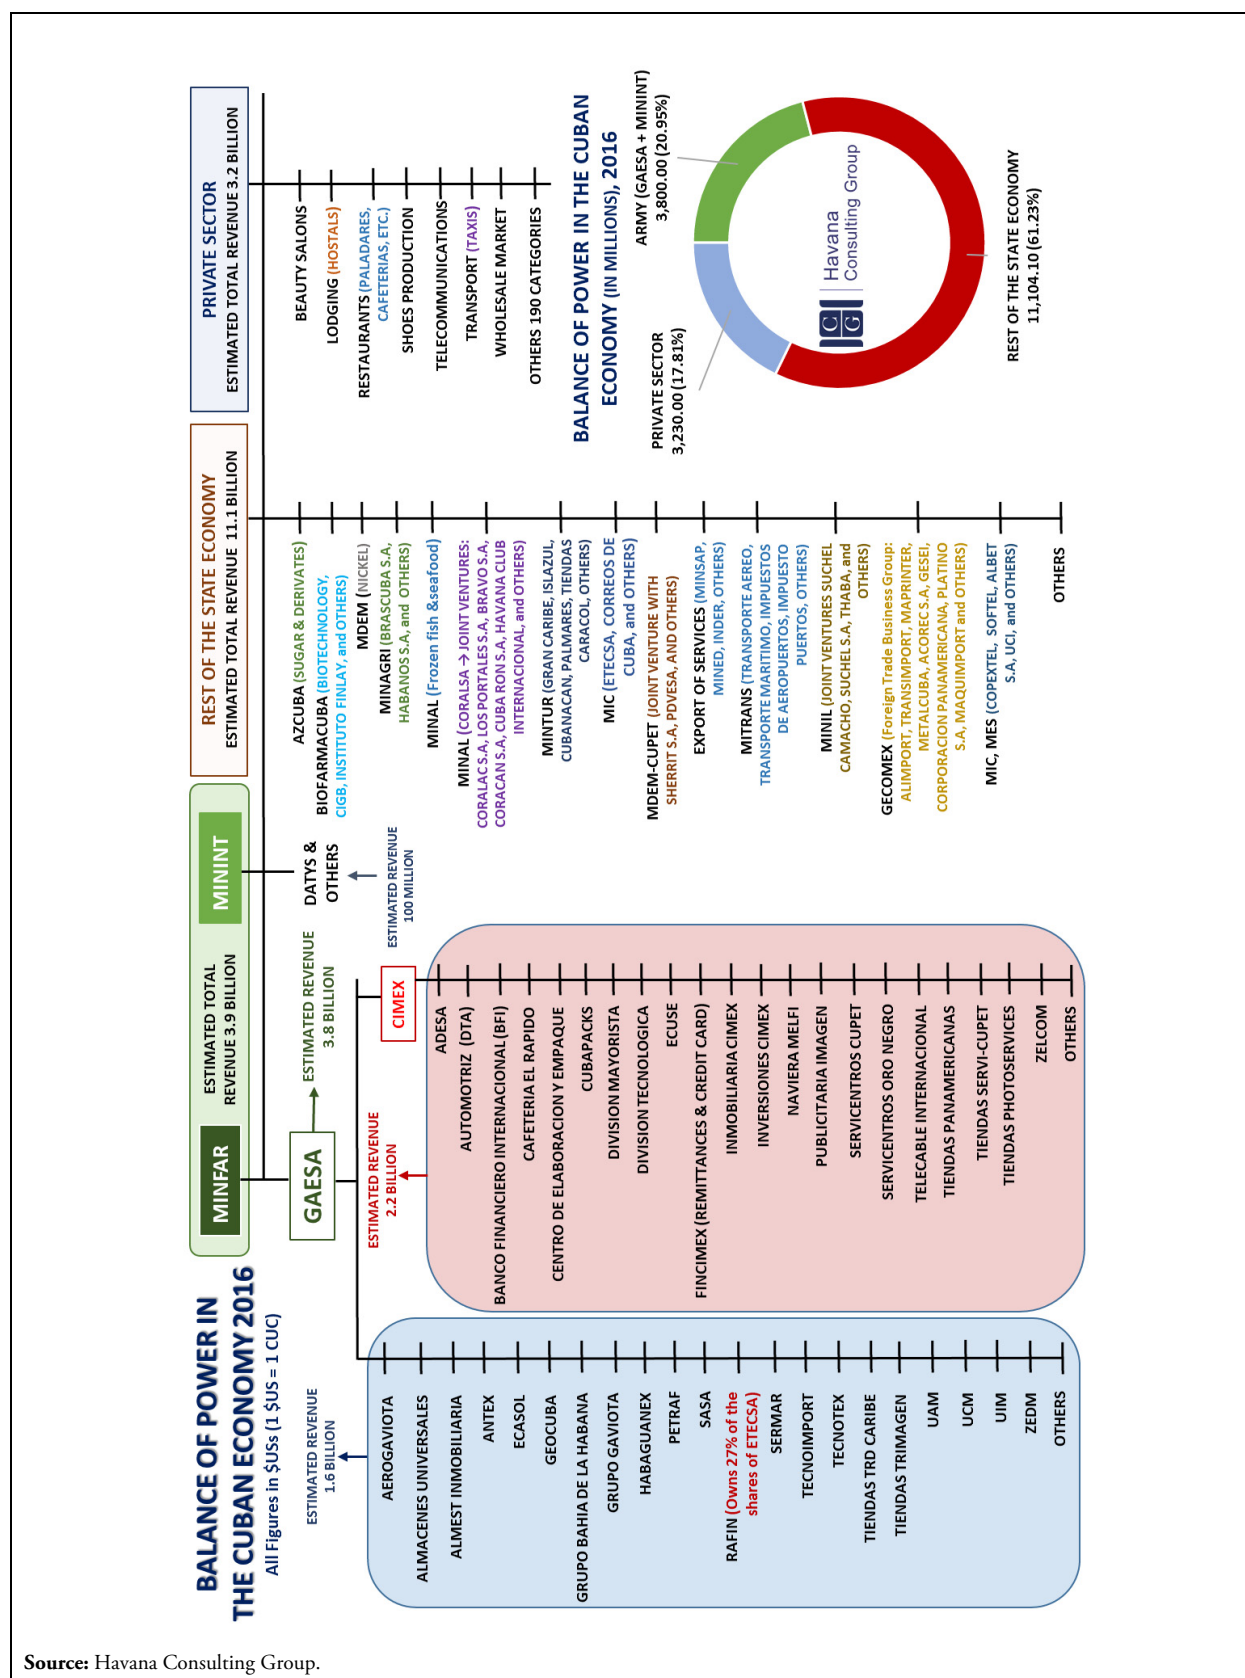 BALANCE OF POWER IN
THE CUBAN ECONOMY 2016
All Figures in $USs (1 $US = 1 CUC)
MINFAR
ESTIMATED TOTAL
REVENUE 3.9 BILLION
MININT
REST OF THE STATE ECONOMY
ESTIMATED TOTAL REVENUE 11.1 BILLION
PRIVATE SECTOR
ESTIMATED TOTAL REVENUE 3.2 BILLION
GAESA
ESTIMATED REVENUE
3.8 BILLION
DATYS &
OTHERS
ESTIMATED REVENUE
100 MILLION
ESTIMATED REVENUE
1.6 BILLION
AEROGAVIOTA
ALMACENES UNIVERSALES
ALMEST INMOBILIARIA
ANTEX
ECASOL
GEOCUBA
GRUPO BAHIA DE LA HABANA
GRUPO GAVIOTA
HABAGUANEX
PETRAF
SASA
RAFIN (Owns 27% of the
shares of ETECSA)
SERMAR
TECNOIMPORT
TECNOTEX
TIENDAS TRD CARIBE
TIENDAS TRIMAGEN
UAM
UCM
UIM
ZEDM
OTHERS
ESTIMATED REVENUE
2.2 BILLION
CIMEX
ADESA
AUTOMOTRIZ (DTA)
BANCO FINANCIERO INTERNACIONAL (BFI)
CAFETERIA EL RAPIDO
CENTRO DE ELABORACION Y EMPAQUE
CUBAPACKS
DIVISION MAYORISTA
DIVISION TECNOLOGICA
ECUSE
FINCIMEX (REMITTANCES & CREDIT CARD)
INMOBILIARIA CIMEX
INVERSIONES CIMEX
NAVIERA MELFI
PUBLICITARIA IMAGEN
SERVICENTROS CUPET
SERVICENTROS ORO NEGRO
TELECABLE INTERNACIONAL
TIENDAS PANAMERICANAS
TIENDAS SERVI-CUPET
TIENDAS PHOTOSERVICES
ZELCOM
OTHERS
AZCUBA (SUGAR & DERIVATES)
BIOFARMACUBA (BIOTECHNOLOGY,
CIGB, INSTITUTO FINLAY, and OTHERS)
MDEM (NICKEL)
MINAGRI (BRASCUBA S.A,
HABANOS S.A, and OTHERS)
MINAL (Frozen fish &seafood)
MINAL (CORALSA → JOINT VENTURES:
CORALAC S.A, LOS PORTALES S.A, BRAVO S.A,
CORACAN S.A, CUBA RON S.A, HAVANA CLUB
INTERNACIONAL, and OTHERS)
MINTUR (GRAN CARIBE, ISLAZUL,
CUBANACAN, PALMARES, TIENDAS
CARACOL, OTHERS)
MIC (ETECSA, CORREOS DE
CUBA, and OTHERS)
MDEM-CUPET (JOINT VENTURE WITH
SHERRIT S.A, PDVESA, AND OTHERS)
EXPORT OF SERVICES (MINSAP,
MINED, INDER, OTHERS)
MITRANS (TRANSPORTE AEREO,
TRANSPORTE MARITIMO, IMPUESTOS
DE AEROPUERTOS, IMPUESTO
PUERTOS, OTHERS)
MINIL (JOINT VENTURES SUCHEL
CAMACHO, SUCHEL S.A, THABA, and
OTHERS)
GECOMEX (Foreign Trade Business Group:
ALIMPORT, TRANSIMPORT, MAPRINTER,
METALCUBA, ACOREC S.A, GESEI,
CORPORACION PANAMERICANA, PLATINO
S.A, MAQUIMPORT and OTHERS)
MIC, MES (COPEXTEL, SOFTEL, ALBET
S.A, UCI, and OTHERS)
OTHERS
BEAUTY SALONS
LODGING (HOSTALS)
RESTAURANTS (PALADARES,
CAFETERIAS, ETC.)
SHOES PRODUCTION
TELECOMMUNICATIONS
TRANSPORT (TAXIS)
WHOLESALE MARKET
OTHERS 190 CATEGORIES
BALANCE OF POWER IN THE CUBAN
ECONOMY (IN MILLIONS), 2016
PRIVATE SECTOR
3,230.00 (17.81%)
ARMY (GAESA + MININT)
3,800.00 (20.95%)
C
G
Havana
Consulting Group
REST OF THE STATE ECONOMY
11,104.10 (61.23%)
Source: Havana Consulting Group.